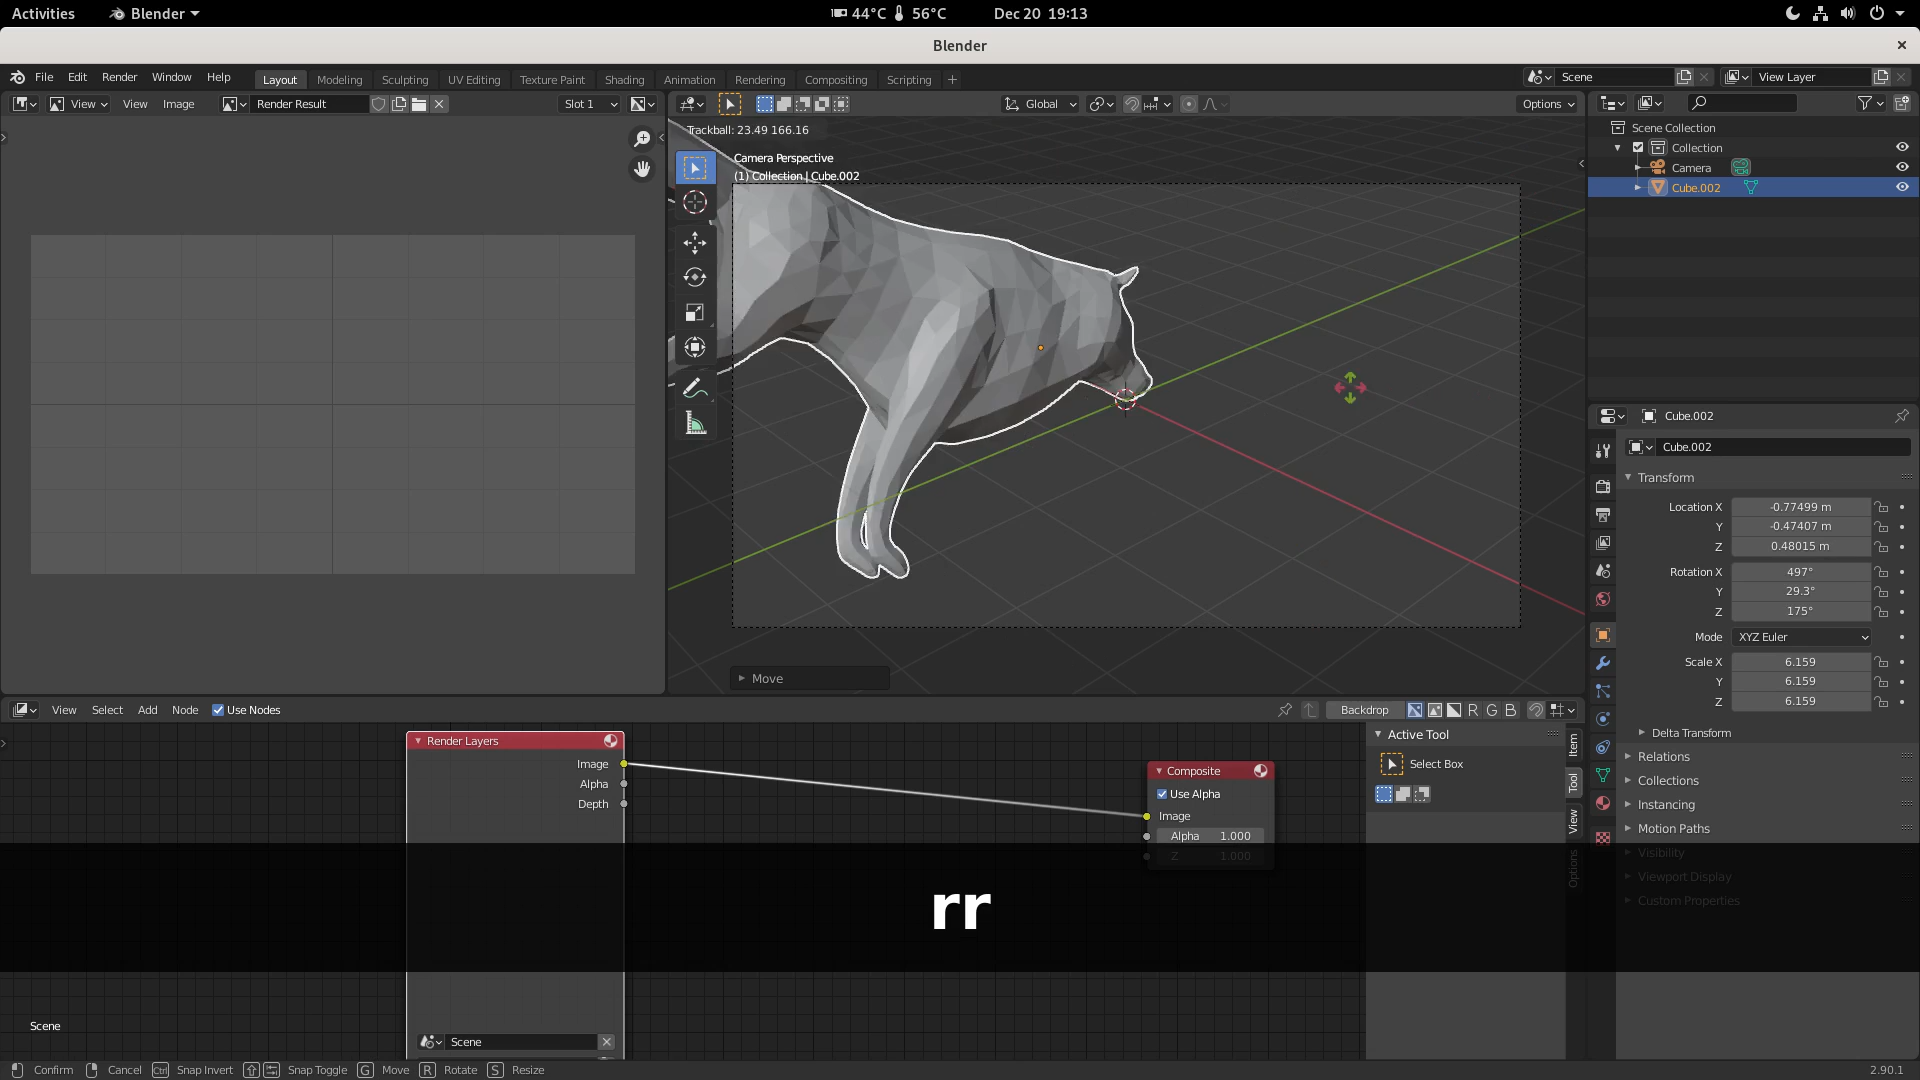 Activities Blender 44°C 56°C Dec 20 19:13
Blender
File Edit Render Window Help Layout Modeling Sculpting UV Editing Texture Paint Shading Animation Rendering Compositing Scripting + Scene View Layer
View View Image Render Result Slot 1 Global Options
Trackball: 23.49 166.16
Camera Perspective
(1) Collection | Cube.002
Move
Scene Collection
Collection
Camera
Cube.002
Cube.002
Cube.002
Transform
Location X -0.77499 m
Y -0.47407 m
Z 0.48015 m
Rotation X 497°
Y 29.3°
Z 175°
Mode XYZ Euler
Scale X 6.159
Y 6.159
Z 6.159
Delta Transform
Relations
Collections
Instancing
Motion Paths
Visibility
Viewport Display
Custom Properties
View Select Add Node Use Nodes Backdrop R G B
Render Layers
Image
Alpha
Depth
Scene
Composite
Use Alpha
Image
Alpha 1.000
Z 1.000
Active Tool
Select Box
Item
Tool
View
Options
rr
Scene
Confirm Cancel Ctrl Snap Invert Snap Toggle G Move R Rotate S Resize 2.90.1